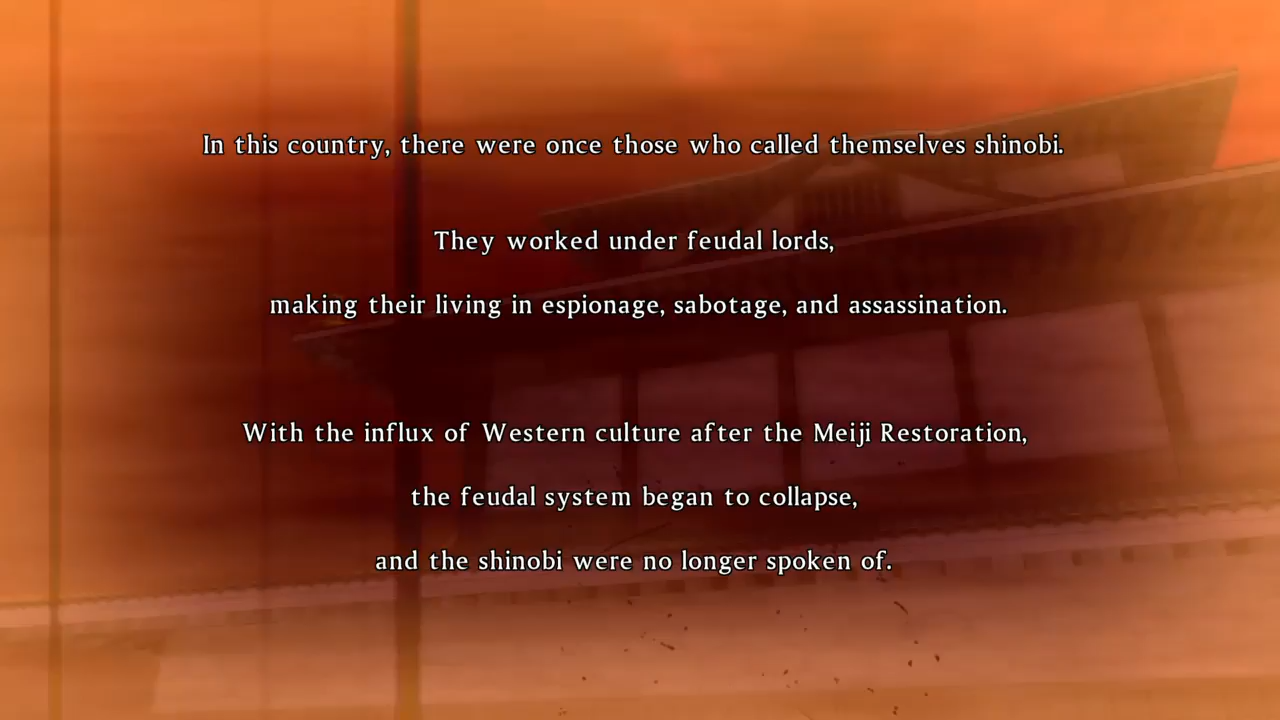 In this country, there were once those who called themselves shinobi.
They worked under feudal lords,
making their living in espionage, sabotage, and assassination.
With the influx of Western culture after the Meiji Restoration,
the feudal system began to collapse,
and the shinobi were no longer spoken of.